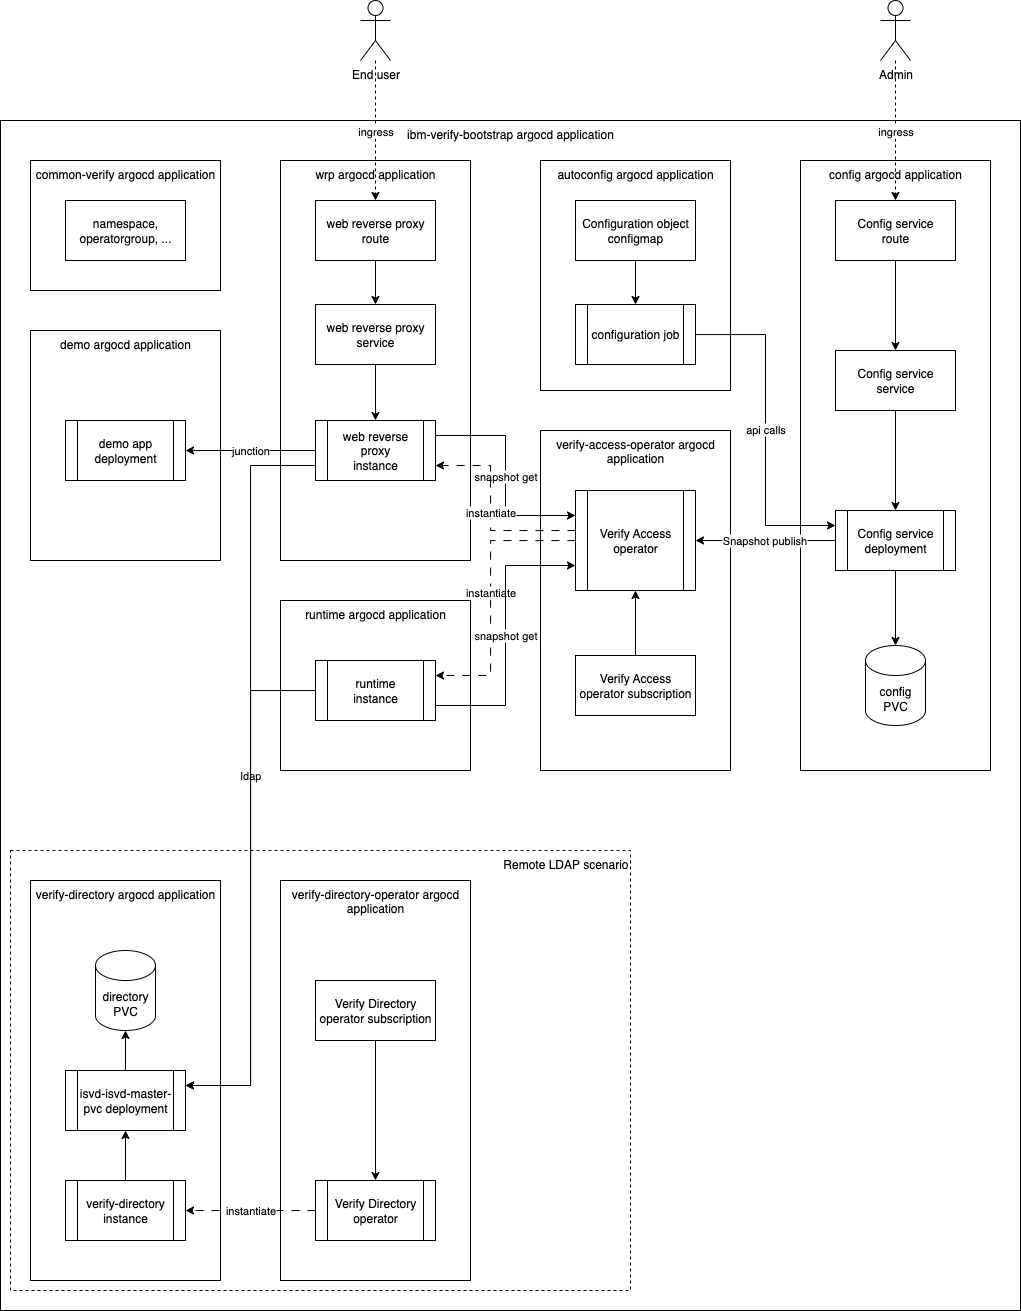 End user
Admin
ingress
ingress
ibm-verify-bootstrap argocd application
common-verify argocd application
namespace,
operatorgroup, ...
wrp argocd application
web reverse proxy
route
web reverse proxy
service
web reverse
proxy
instance
autoconfig argocd application
Configuration object
configmap
configuration job
config argocd application
Config service
route
Config service
service
Config service
deployment
config
PVC
demo argocd application
demo app
deployment
junction
api calls
verify-access-operator argocd
application
Verify Access
operator
Verify Access
operator subscription
snapshot get
instantiate
Snapshot publish
instantiate
snapshot get
runtime argocd application
runtime
instance
ldap
Remote LDAP scenario
verify-directory argocd application
directory
PVC
isvd-isvd-master-
pvc deployment
verify-directory
instance
verify-directory-operator argocd
application
Verify Directory
operator subscription
Verify Directory
operator
instantiate